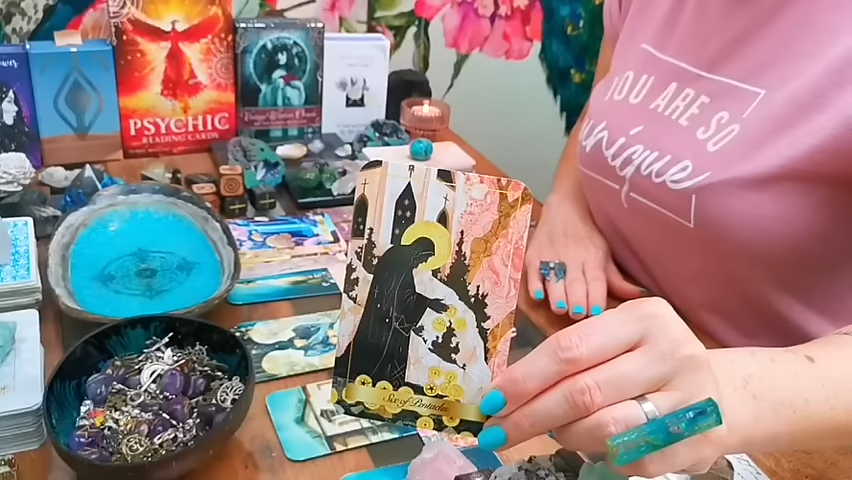 PSYCHIC
READING CARDS
YOU ARE SO
unique
Six of Pentacles